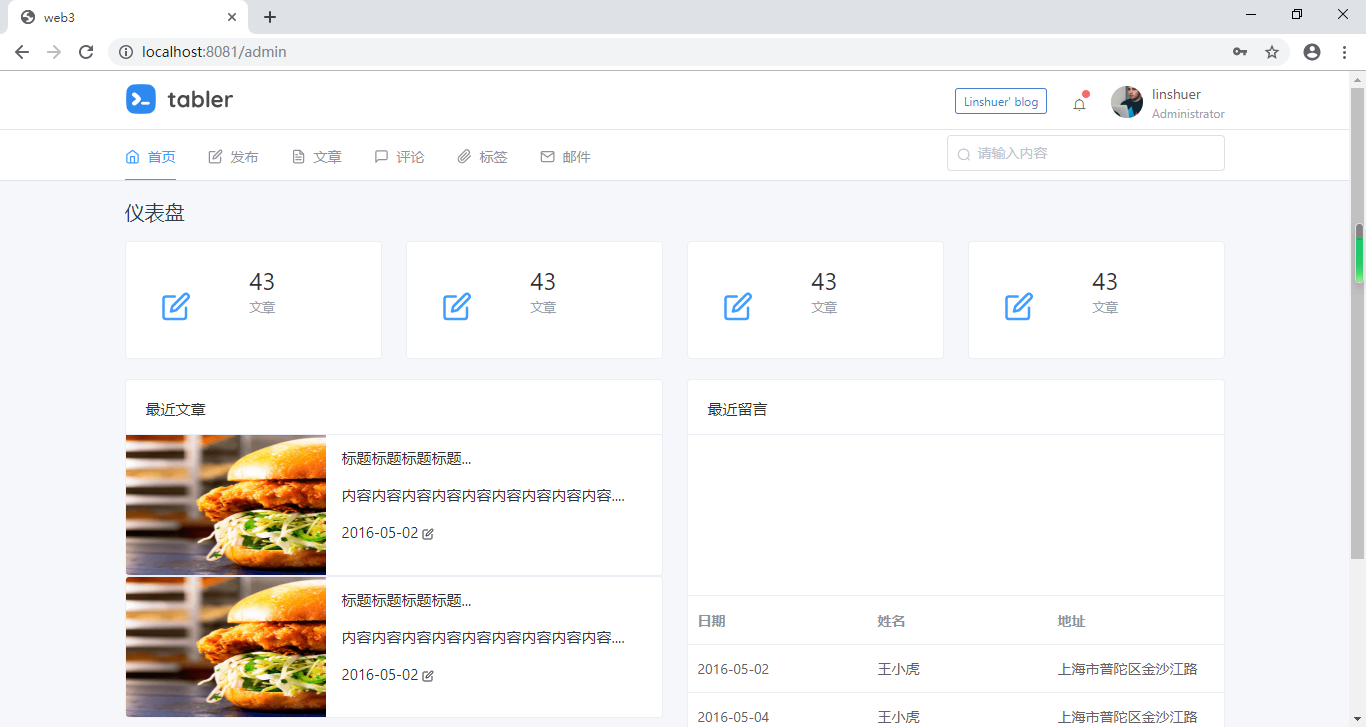 web3
localhost:8081/admin
tabler
Linshuer' blog
linshuer
Administrator
首页 发布 文章 评论 标签 邮件
请输入内容
仪表盘
43 43 43 43
文章 文章 文章 文章
最近文章
标题标题标题标题...
内容内容内容内容内容内容内容内容内容....
2016-05-02
标题标题标题标题...
内容内容内容内容内容内容内容内容内容....
2016-05-02
最近留言
日期 姓名 地址
2016-05-02 王小虎 上海市普陀区金沙江路
2016-05-04 王小虎 上海市普陀区金沙江路